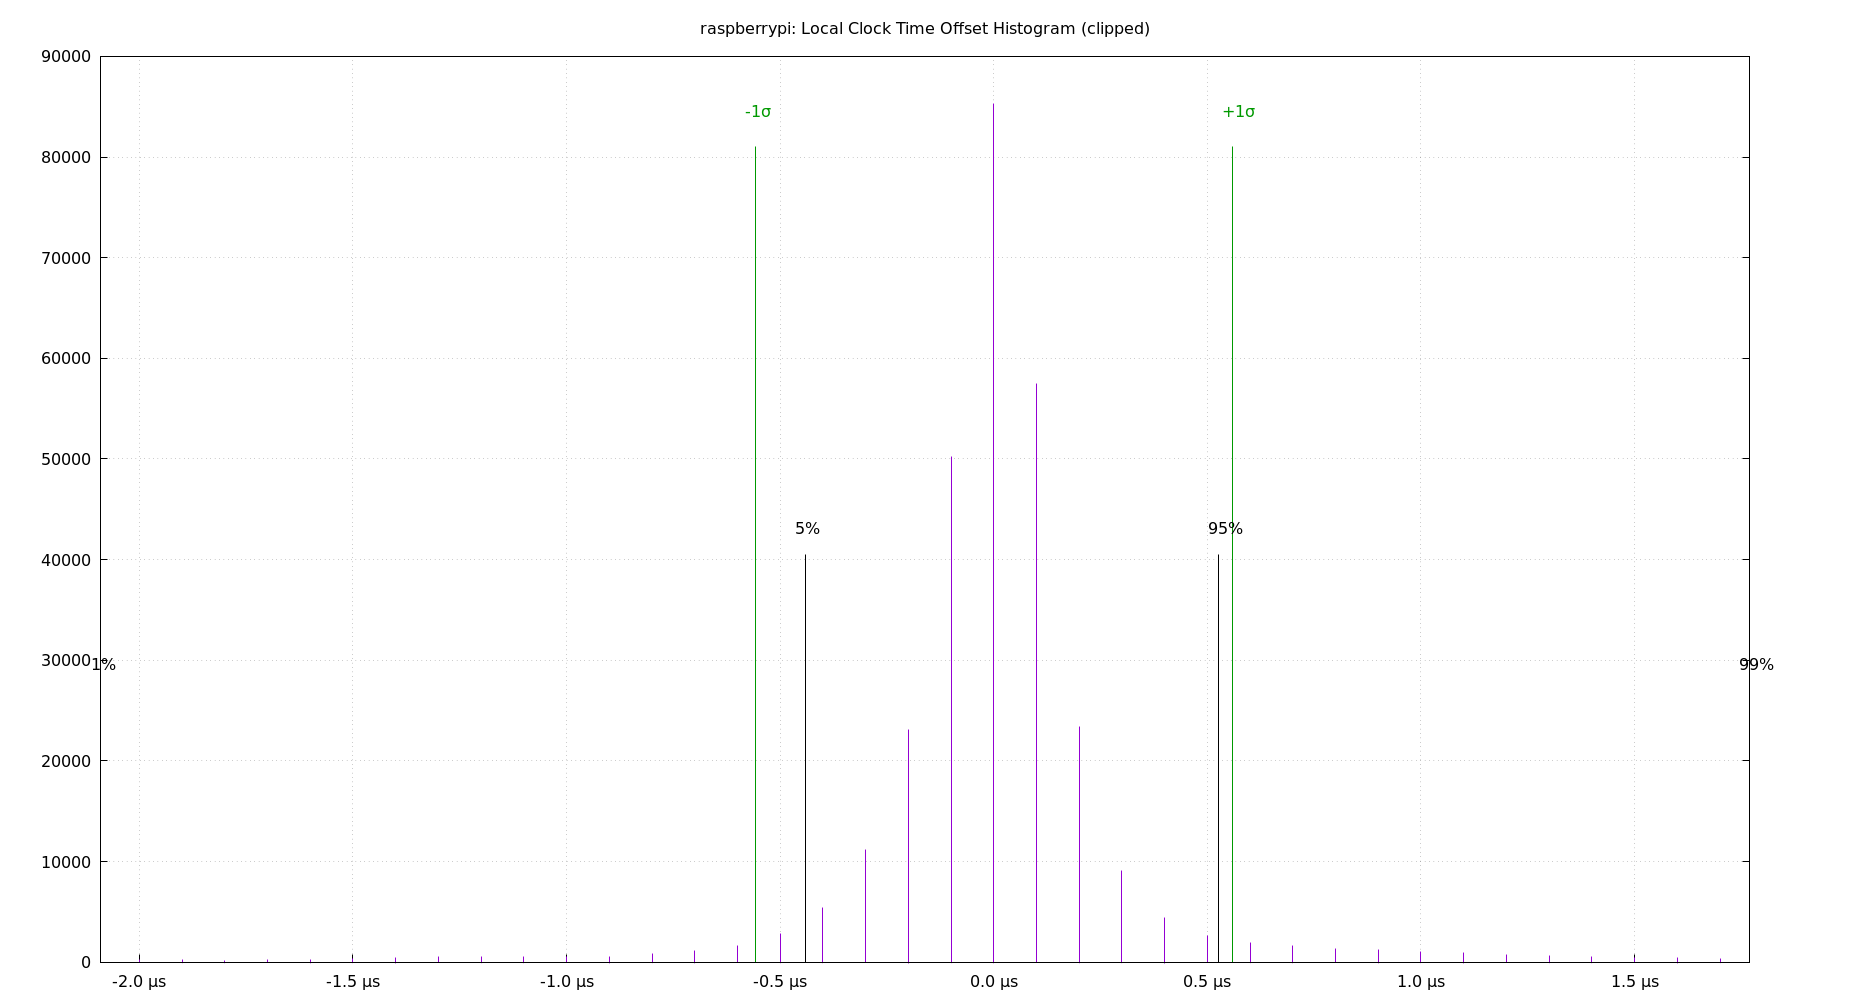 raspberrypi: Local Clock Time Offset Histogram (clipped)
90000
-1σ +1σ
80000
70000
60000
50000
5% 95%
40000
30000 1% 99%
20000
10000
0
-2.0 µs -1.5 µs -1.0 µs -0.5 µs 0.0 µs 0.5 µs 1.0 µs 1.5 µs